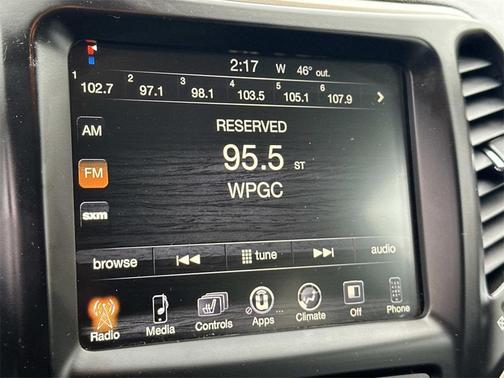 2:17 W 46° out.
1 102.7 2 97.1 3 98.1 4 103.5 5 105.1 6 107.9
AM
RESERVED
FM
95.5 ST
WPGC
sxm
browse tune audio
Radio Media Controls Apps ... Climate Off Phone